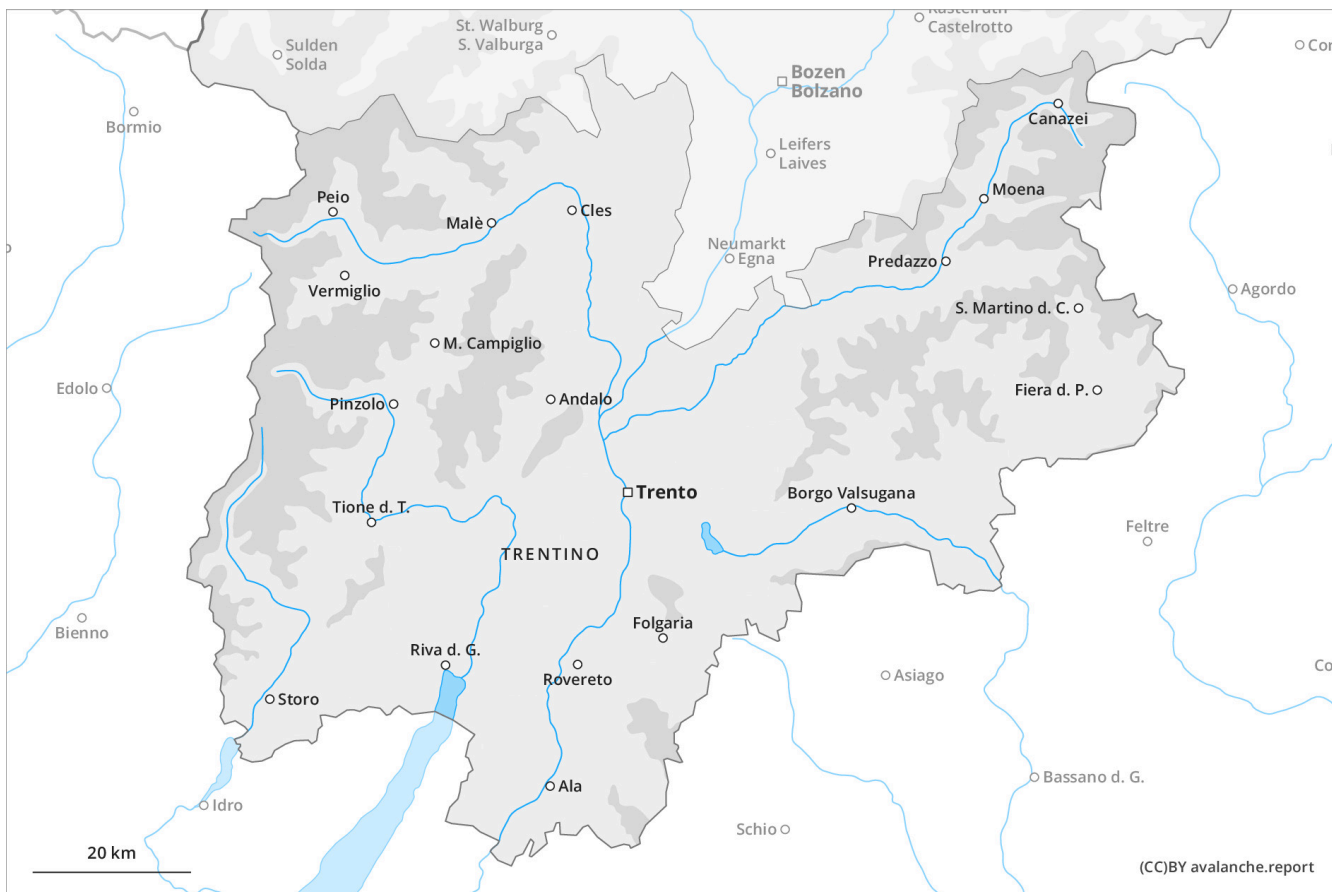 St. Walburg
S. Valburga
Castelrotto
Sulden
Solda
Bozen
Bolzano
Bormio
Canazei
Leifers
Laives
Peio
Moena
Malè
Cles
Neumarkt
Egna
Predazzo
Vermiglio
Agordo
S. Martino d. C.
M. Campiglio
Edolo
Fiera d. P.
Andalo
Pinzolo
Trento
Borgo Valsugana
Tione d. T.
Feltre
TRENTINO
Bienno
Folgaria
Riva d. G.
Rovereto
Asiago
Storo
Bassano d. G.
Ala
Idro
Schio
20 km
(CC)BY avalanche.report